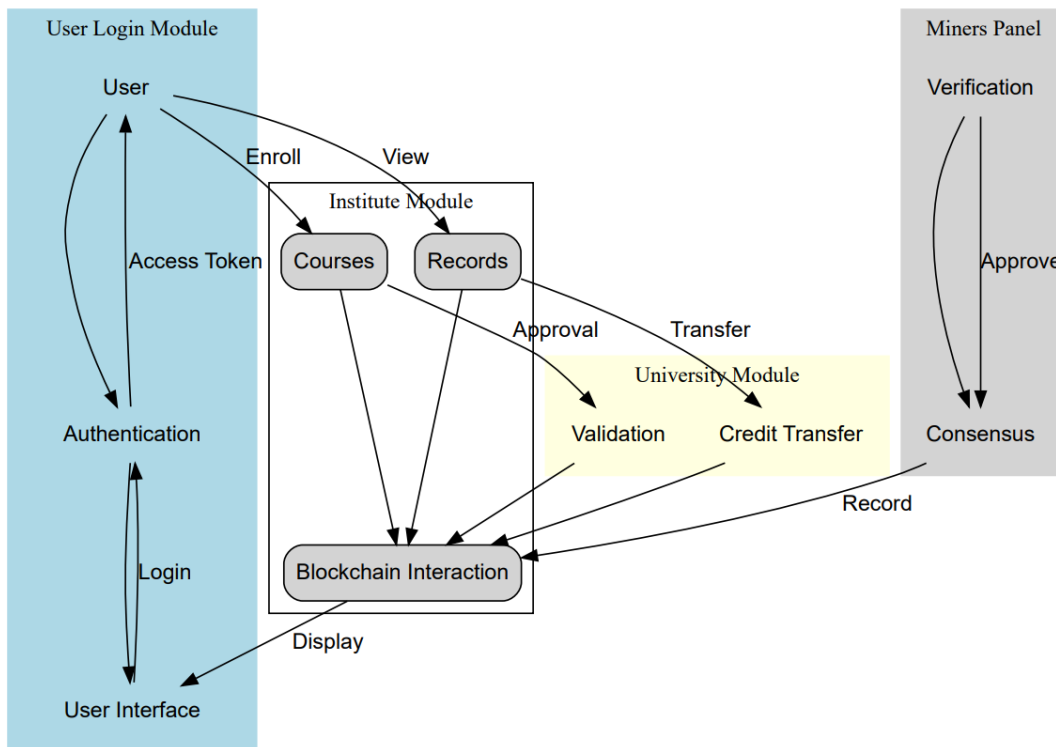 User Login Module
Miners Panel
User
Verification
Enroll
View
Institute Module
Access Token
Courses
Records
Approve
Approval
Transfer
University Module
Authentication
Validation
Credit Transfer
Consensus
Record
Login
Blockchain Interaction
Display
User Interface